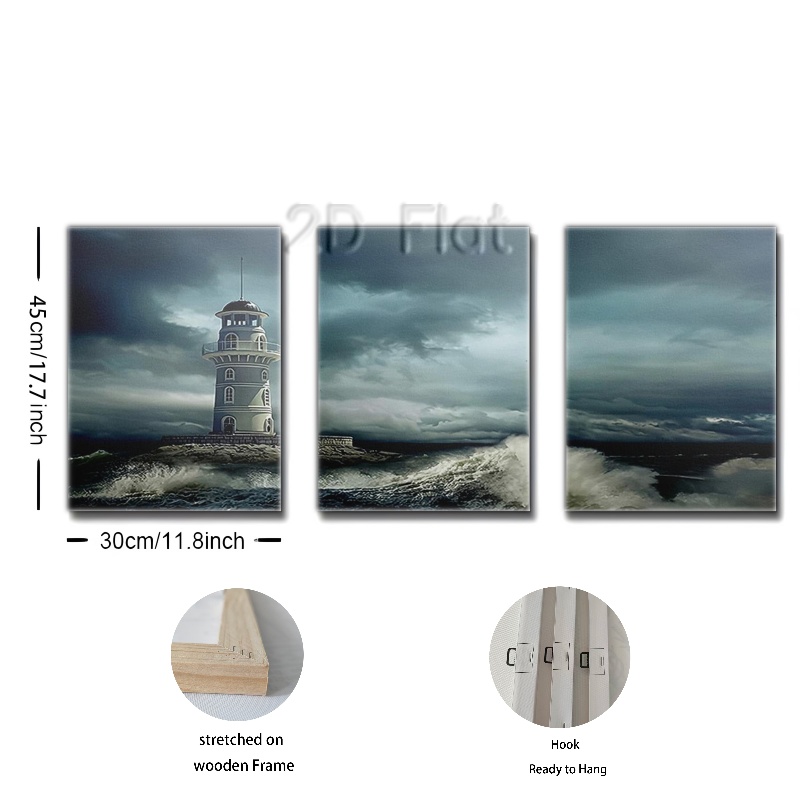 2D Flat
45cm/17.7inch
30cm/11.8inch
stretched on
wooden Frame
Hook
Ready to Hang